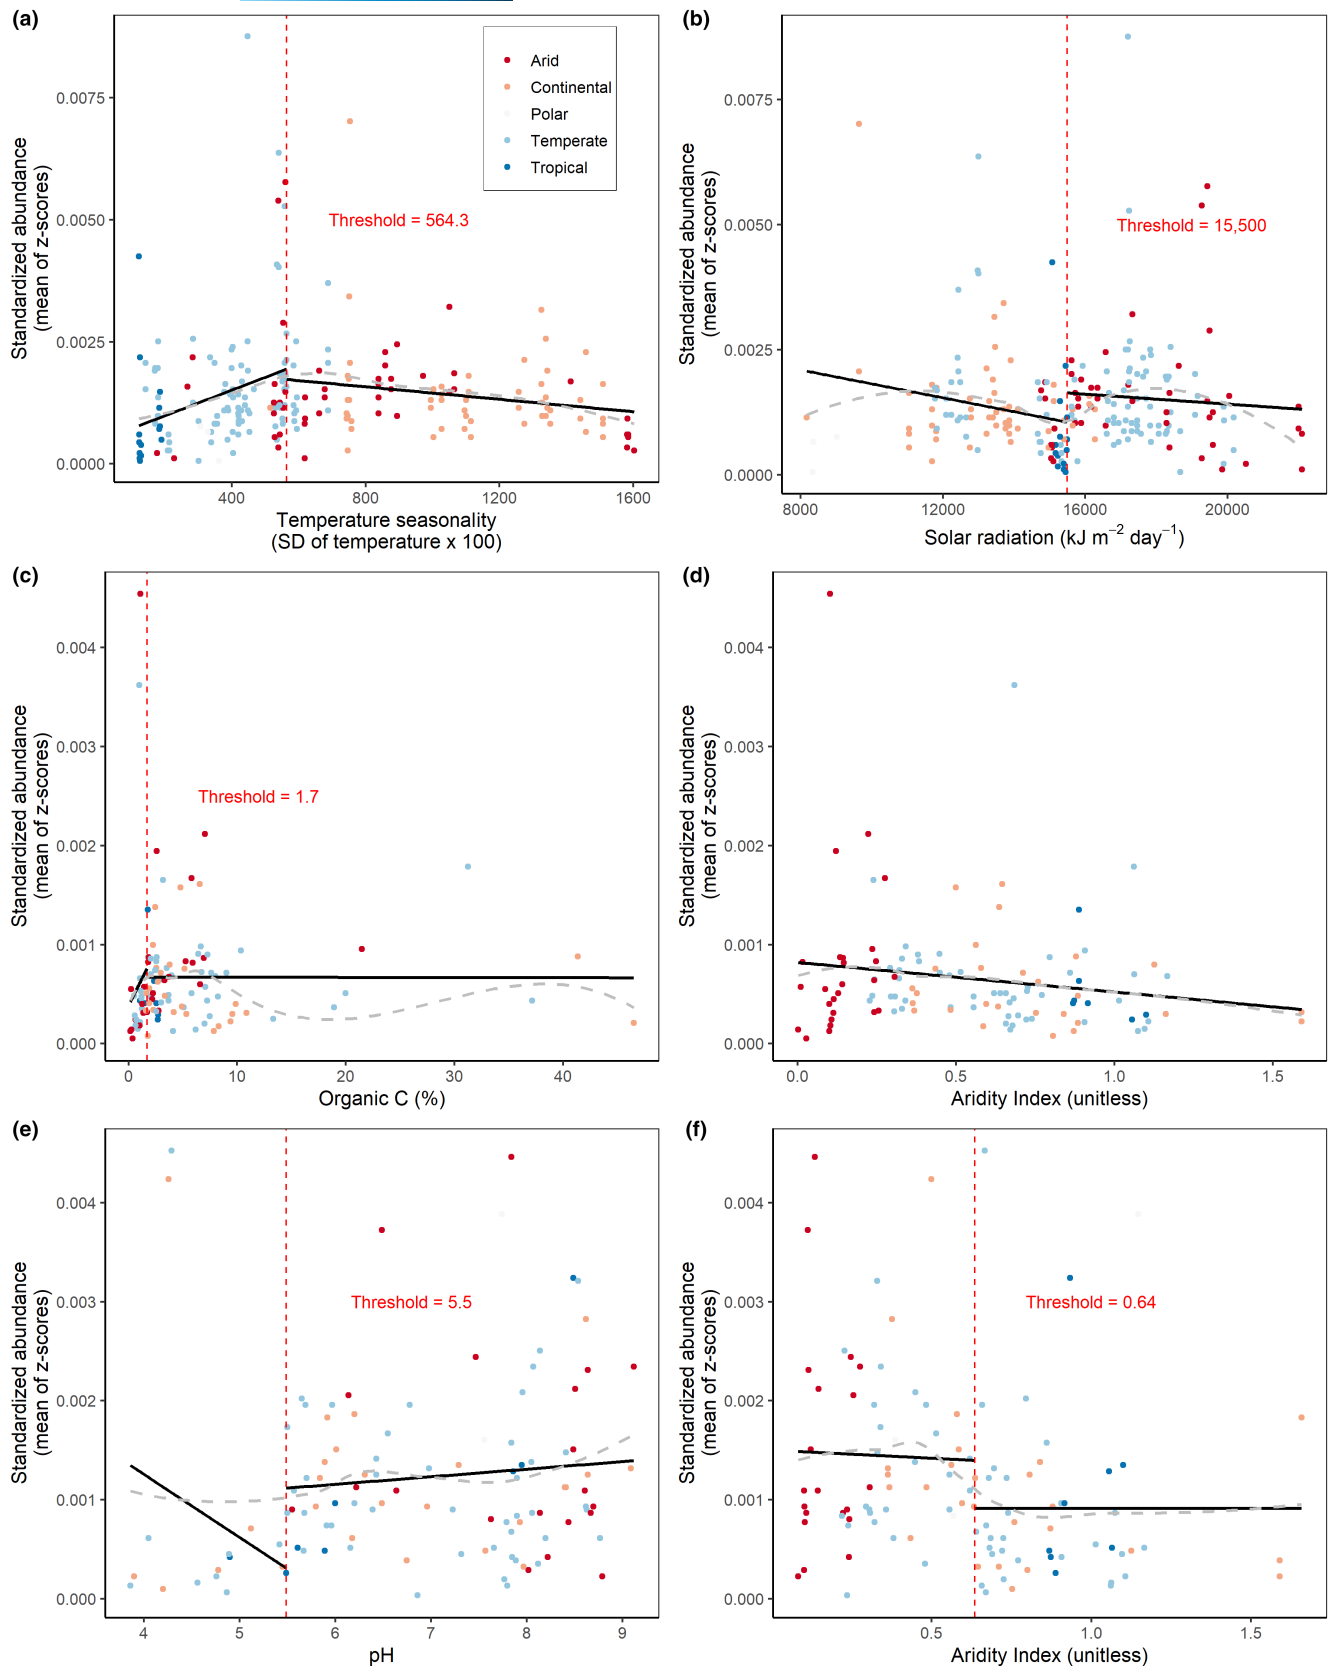 (a)
Standardized abundance
(mean of z-scores)
0.0075
0.0050
0.0025
0.0000
Arid
Continental
Polar
Temperate
Tropical
Threshold = 564.3
400
800
1200
1600
Temperature seasonality
(SD of temperature x 100)
(b)
Standardized abundance
(mean of z-scores)
0.0075
0.0050
0.0025
0.0000
Threshold = 15,500
8000
12000
16000
20000
Solar radiation (kJ m⁻² day⁻¹)
(c)
Standardized abundance
(mean of z-scores)
0.004
0.003
0.002
0.001
0.000
Threshold = 1.7
0
10
20
30
40
Organic C (%)
(d)
Standardized abundance
(mean of z-scores)
0.004
0.003
0.002
0.001
0.000
0.0
0.5
1.0
1.5
Aridity Index (unitless)
(e)
Standardized abundance
(mean of z-scores)
0.004
0.003
0.002
0.001
0.000
Threshold = 5.5
4
5
6
7
8
9
pH
(f)
Standardized abundance
(mean of z-scores)
0.004
0.003
0.002
0.001
0.000
Threshold = 0.64
0.5
1.0
1.5
Aridity Index (unitless)